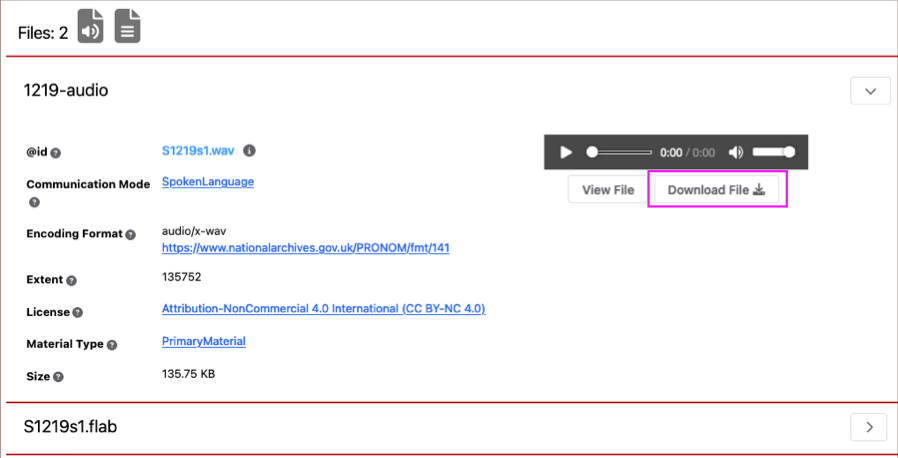 Files: 2
1219-audio
@id
S1219s1.wav
0:00 / 0:00
View File
Download File
Communication Mode
SpokenLanguage
Encoding Format
audio/x-wav
https://www.nationalarchives.gov.uk/PRONOM/fmt/141
Extent
135752
License
Attribution-NonCommercial 4.0 International (CC BY-NC 4.0)
Material Type
PrimaryMaterial
Size
135.75 KB
S1219s1.flab